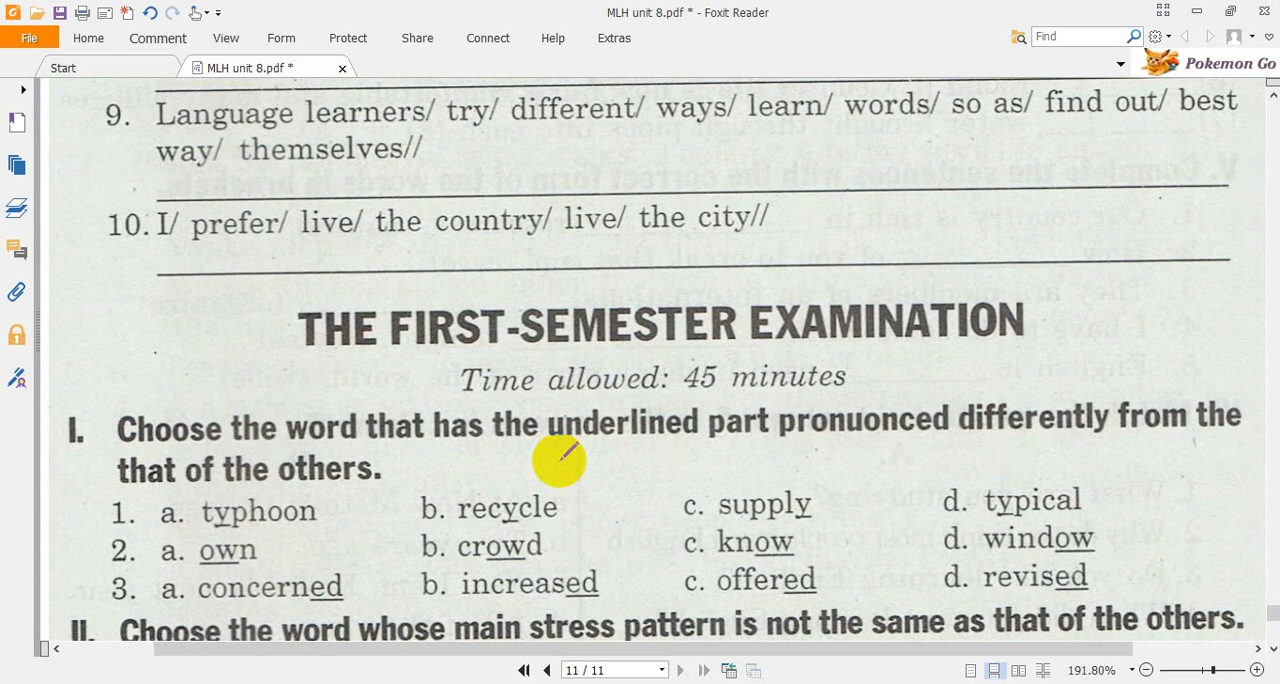 MLH unit 8.pdf * - Foxit Reader
File Home Comment View Form Protect Share Connect Help Extras Find
Start MLH unit 8.pdf * Pokemon Go
9. Language learners/ try/ different/ ways/ learn/ words/ so as/ find out/ best
way/ themselves//
10. I/ prefer/ live/ the country/ live/ the city//
THE FIRST-SEMESTER EXAMINATION
Time allowed: 45 minutes
I. Choose the word that has the underlined part pronuonced differently from the
that of the others.
1. a. typhoon b. recycle c. supply d. typical
2. a. own b. crowd c. know d. window
3. a. concerned b. increased c. offered d. revised
II. Choose the word whose main stress pattern is not the same as that of the others.
11 / 11 191.80%